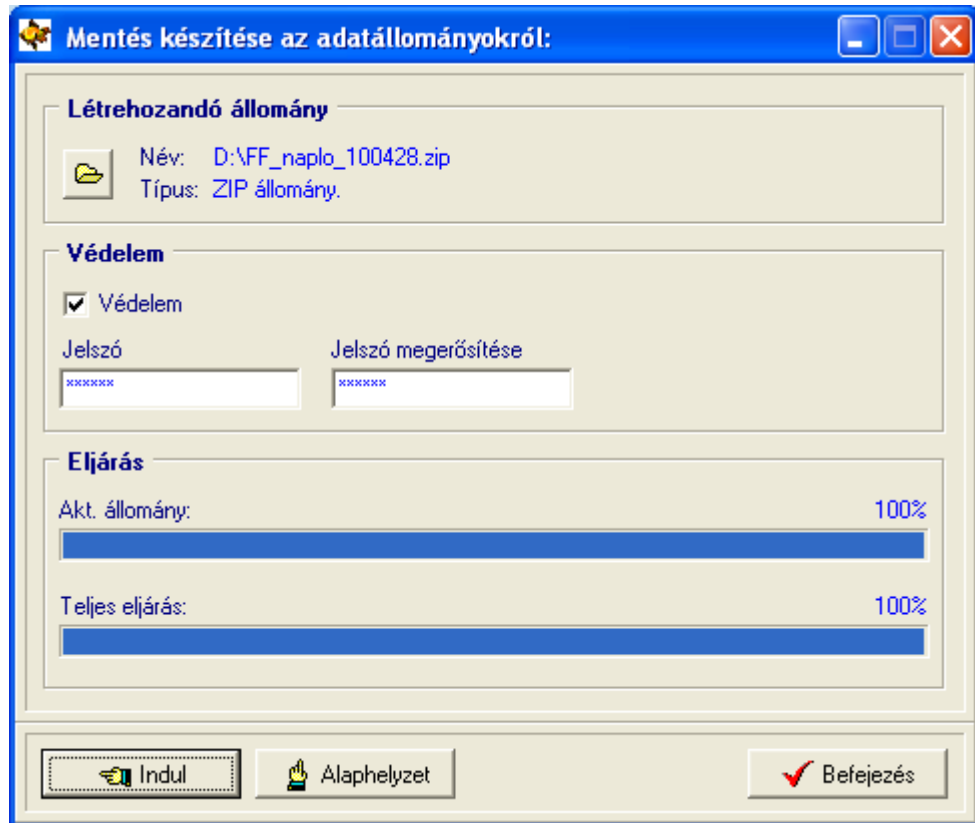 Mentés készítése az adatállományokról:
Létrehozandó állomány
Név: D:\FF_naplo_100428.zip
Típus: ZIP állomány.
Védelem
Védelem
Jelszó Jelszó megerősítése
****** ******
Eljárás
Akt. állomány: 100%
Teljes eljárás: 100%
Indul Alaphelyzet Befejezés